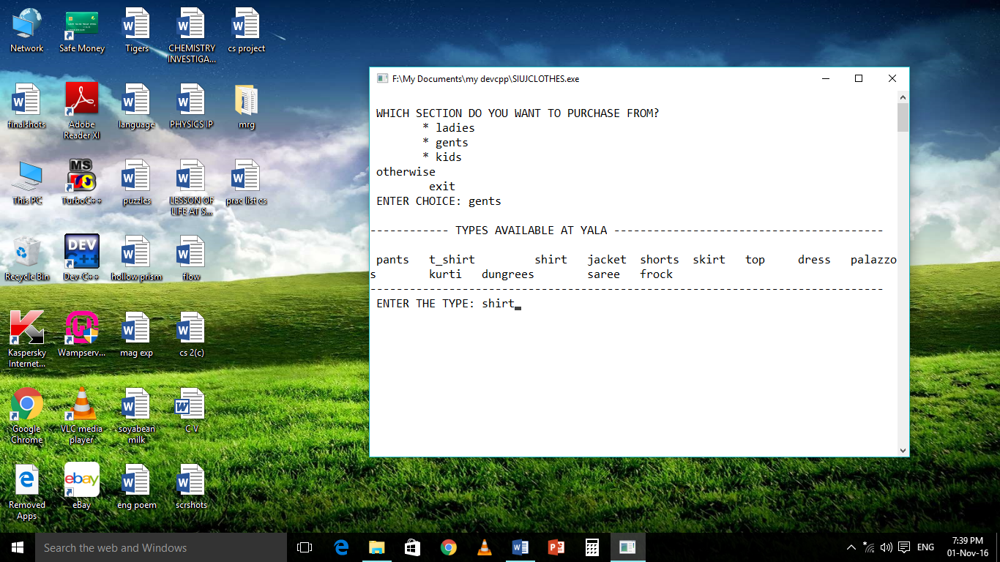 Network
Safe Money
Tigers
CHEMISTRY
INVESTIGA...
cs project
finalshots
Adobe
Reader XI
language
PHYSICS IP
mrg
This PC
TurboC++
puzzles
LESSON OF
LIFE AT S...
prac list cs
Recycle Bin
Dev-C++
hollow prism
flow
Kaspersky
Internet...
Wampserv...
mag exp
cs 2(c)
Google
Chrome
VLC media
player
soyabean
milk
C V
Removed
Apps
eBay
eng poem
scrshots
MS
DOS
DEV
C++
ebay
F:\My Documents\my devcpp\SIUJCLOTHES.exe
WHICH SECTION DO YOU WANT TO PURCHASE FROM?
* ladies
* gents
* kids
otherwise
exit
ENTER CHOICE: gents
------------ TYPES AVAILABLE AT YALA -----------------------------------------
pants t_shirt shirt jacket shorts skirt top dress palazzo
s kurti dungrees saree frock
------------------------------------------------------------------------------
ENTER THE TYPE: shirt
Search the web and Windows
ENG
7:39 PM
01-Nov-16